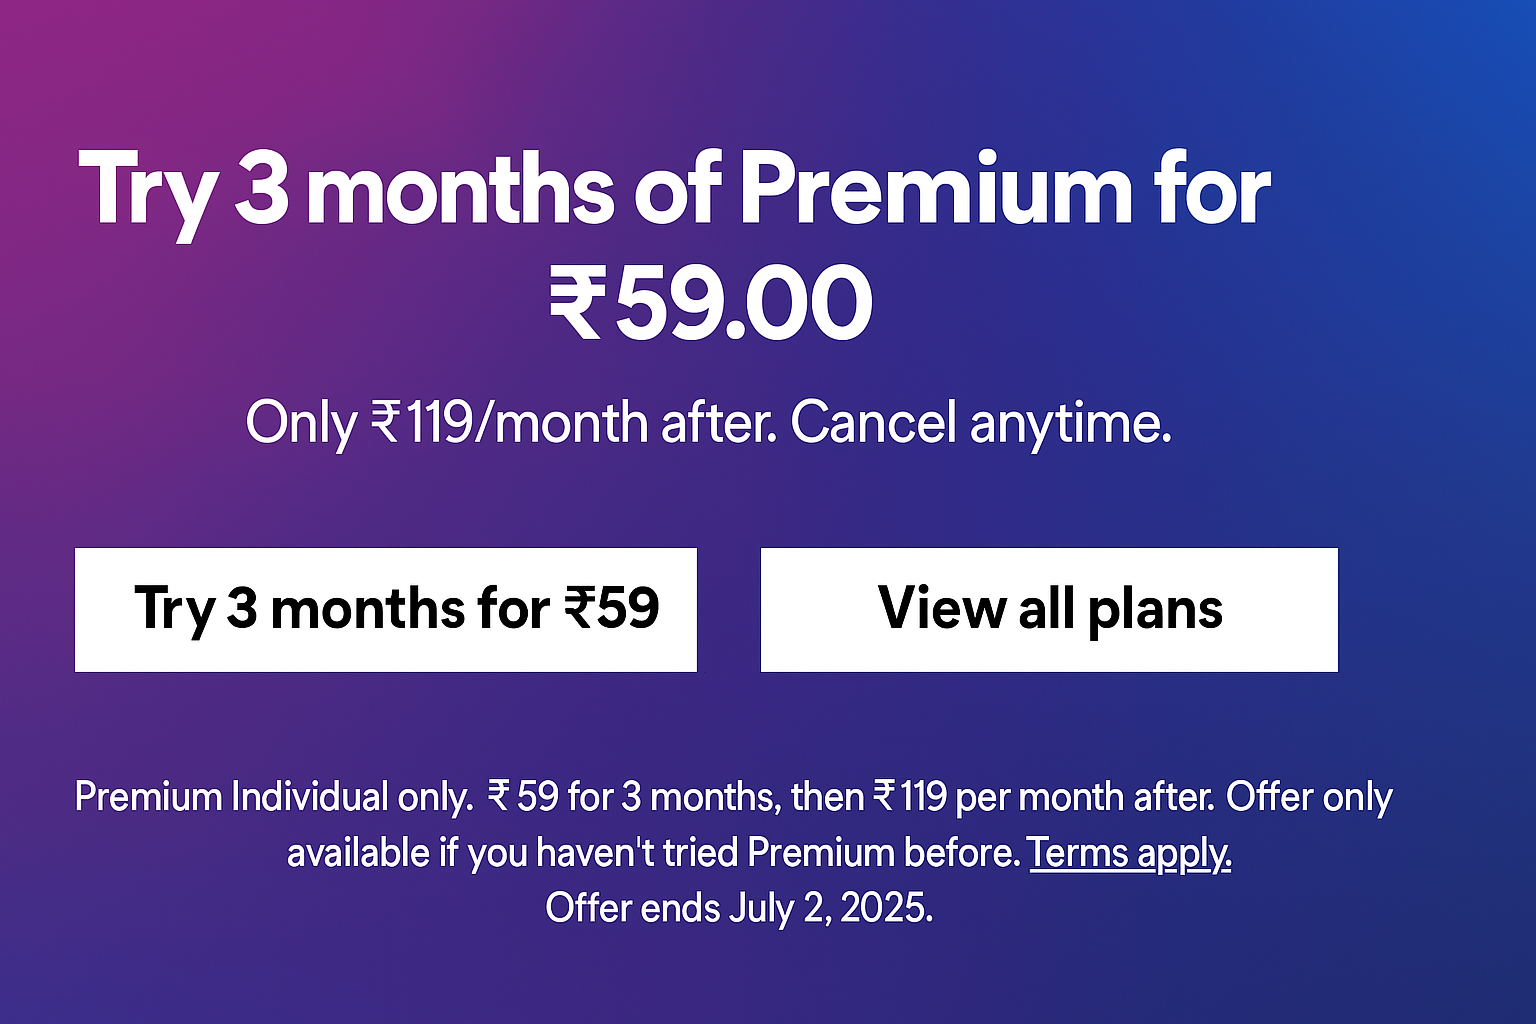 Try 3 months of Premium for
₹59.00
Only ₹119/month after. Cancel anytime.
Try 3 months for ₹59
View all plans
Premium Individual only. ₹59 for 3 months, then ₹119 per month after. Offer only
available if you haven't tried Premium before. Terms apply.
Offer ends July 2, 2025.